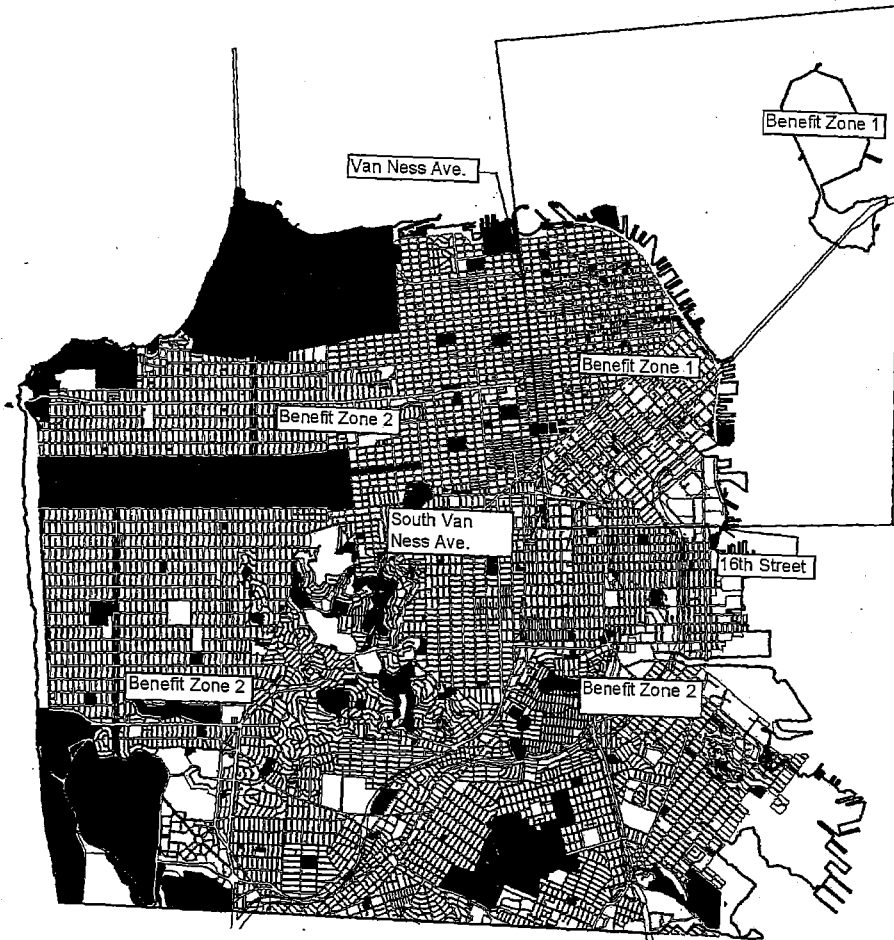 Benefit Zone 1
Van Ness Ave.
Benefit Zone 1
Benefit Zone 2
South Van
Ness Ave.
16th Street
Benefit Zone 2
Benefit Zone 2